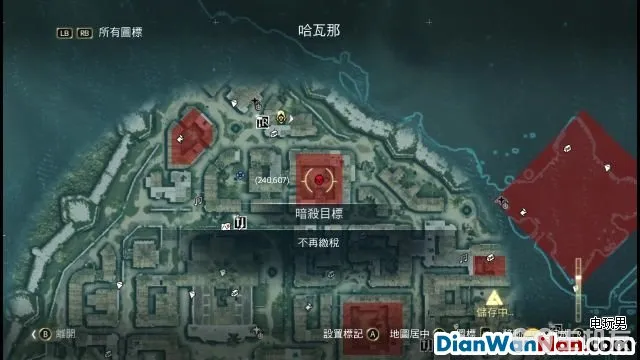 LB RB 所有圖標
哈瓦那
(240,607)
暗殺目標
不再繳稅
儲存中...
B 離開
設置標記 A
地圖居中
电玩男
DianWanNan.com